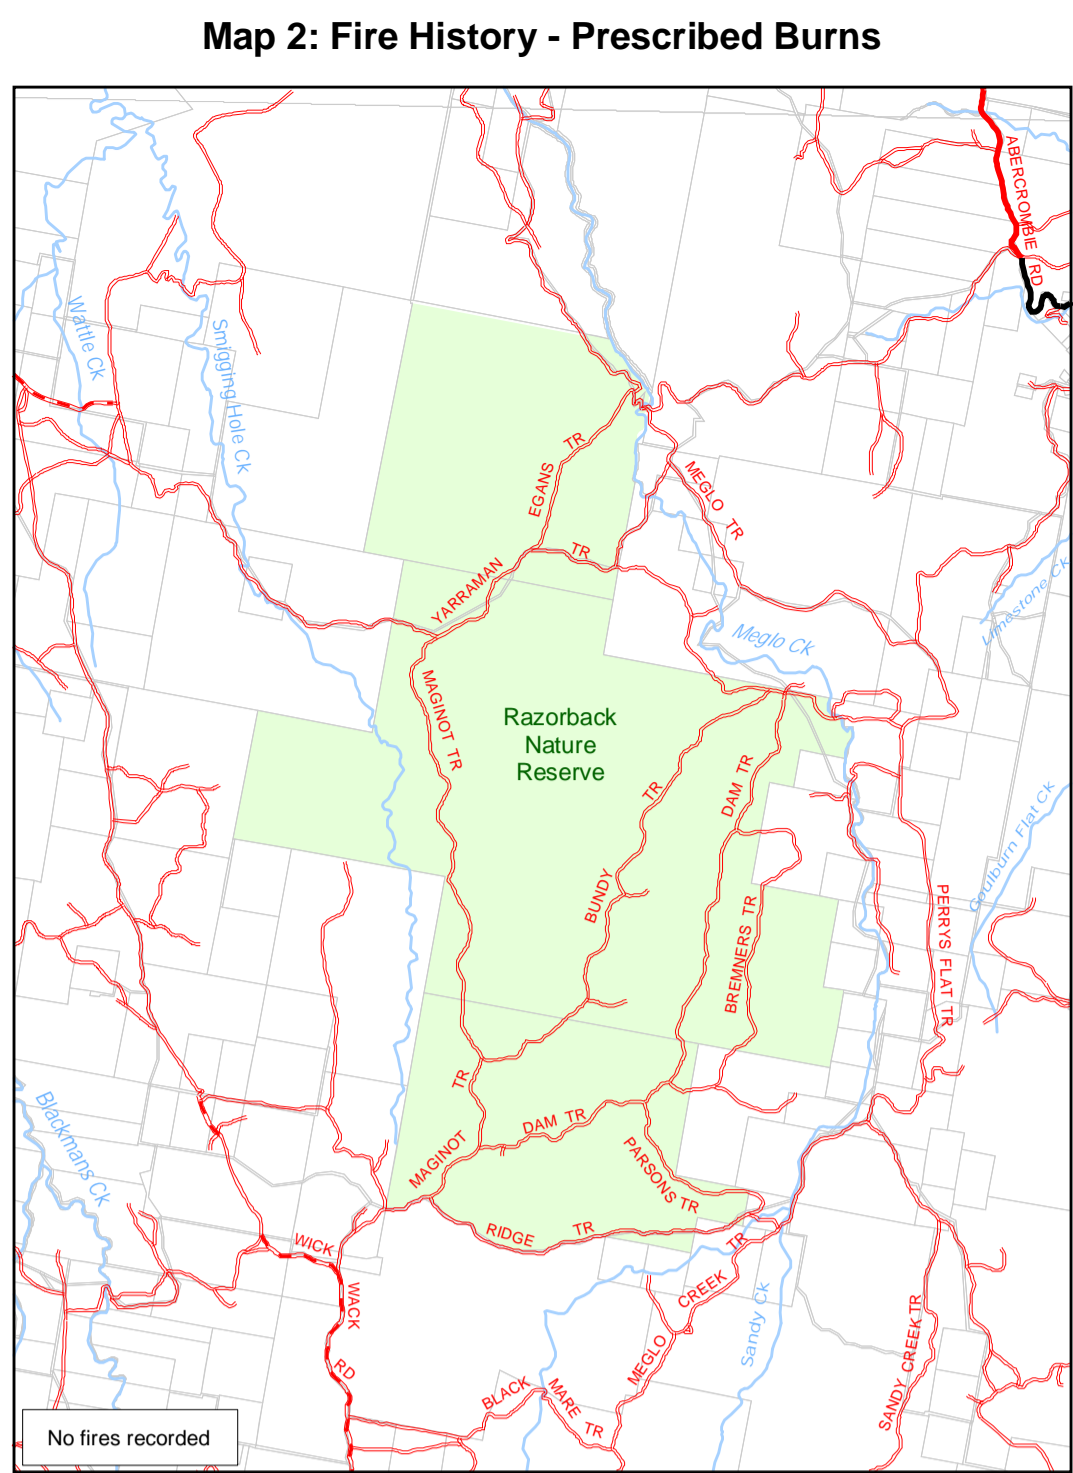 Map 2: Fire History - Prescribed Burns
ABERCROMBIE RD
Wattle Ck
Smigging Hole Ck
EGANS TR
MEGLO TR
YARRAMAN TR
Limestone Ck
Meglo Ck
MAGINOT TR
Razorback
Nature
Reserve
BUNDY TR
DAM TR
Goulburn Flat Ck
BREMNERS TR
PERRYS FLAT TR
Blackmans Ck
MAGINOT TR
DAM TR
PARSONS TR
RIDGE TR
WICK
WACK
RD
MEGLO CREEK TR
Sandy Ck
SANDY CREEK TR
BLACK
MARE TR
No fires recorded